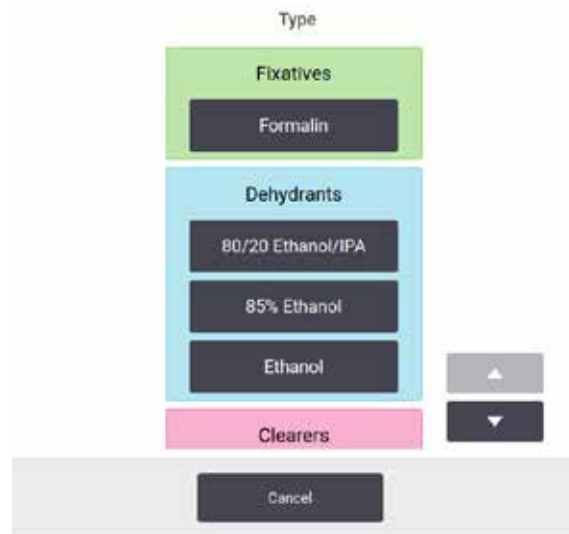 Type
Fixatives
Formalin
Dehydrants
80/20 Ethanol/IPA
85% Ethanol
Ethanol
Clearers
Cancel